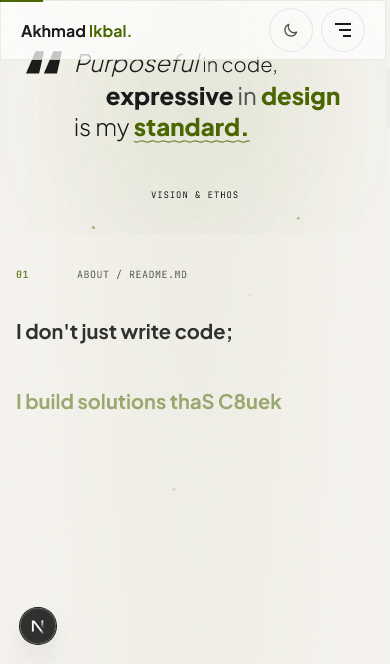 Akhmad Ikbal.
Purposeful in code,
expressive in design
is my standard.
VISION & ETHOS
01 ABOUT / README.MD
I don't just write code;
I build solutions thaS C8uek
N